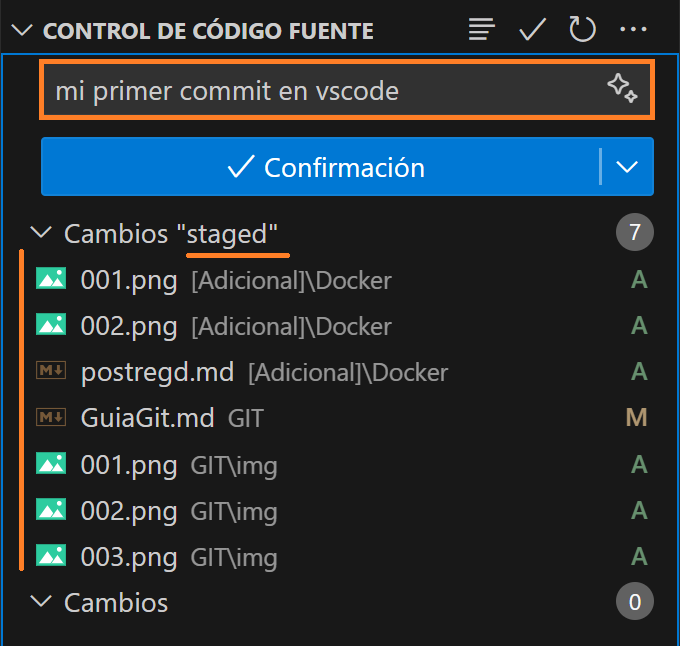 CONTROL DE CÓDIGO FUENTE
mi primer commit en vscode
Confirmación
Cambios "staged" 7
001.png [Adicional]\Docker A
002.png [Adicional]\Docker A
M↓ postregd.md [Adicional]\Docker A
M↓ GuiaGit.md GIT M
001.png GIT\img A
002.png GIT\img A
003.png GIT\img A
Cambios 0